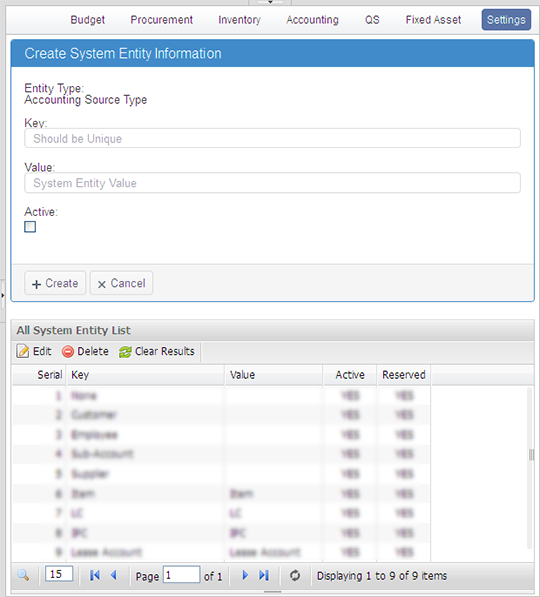 Budget Procurement Inventory Accounting QS Fixed Asset Settings
Create System Entity Information
Entity Type:
Accounting Source Type
Key:
Should be Unique
Value:
System Entity Value
Active:
+ Create × Cancel
All System Entity List
Edit Delete Clear Results
Serial Key Value Active Reserved
1 None YES YES
2 Customer YES YES
3 Employee YES YES
4 Sub-Account YES YES
5 Supplier YES YES
6 Item Item YES YES
7 LC LC YES YES
8 IPC IPC YES YES
9 Lease Account Lease Account YES YES
15 Page 1 of 1 Displaying 1 to 9 of 9 items